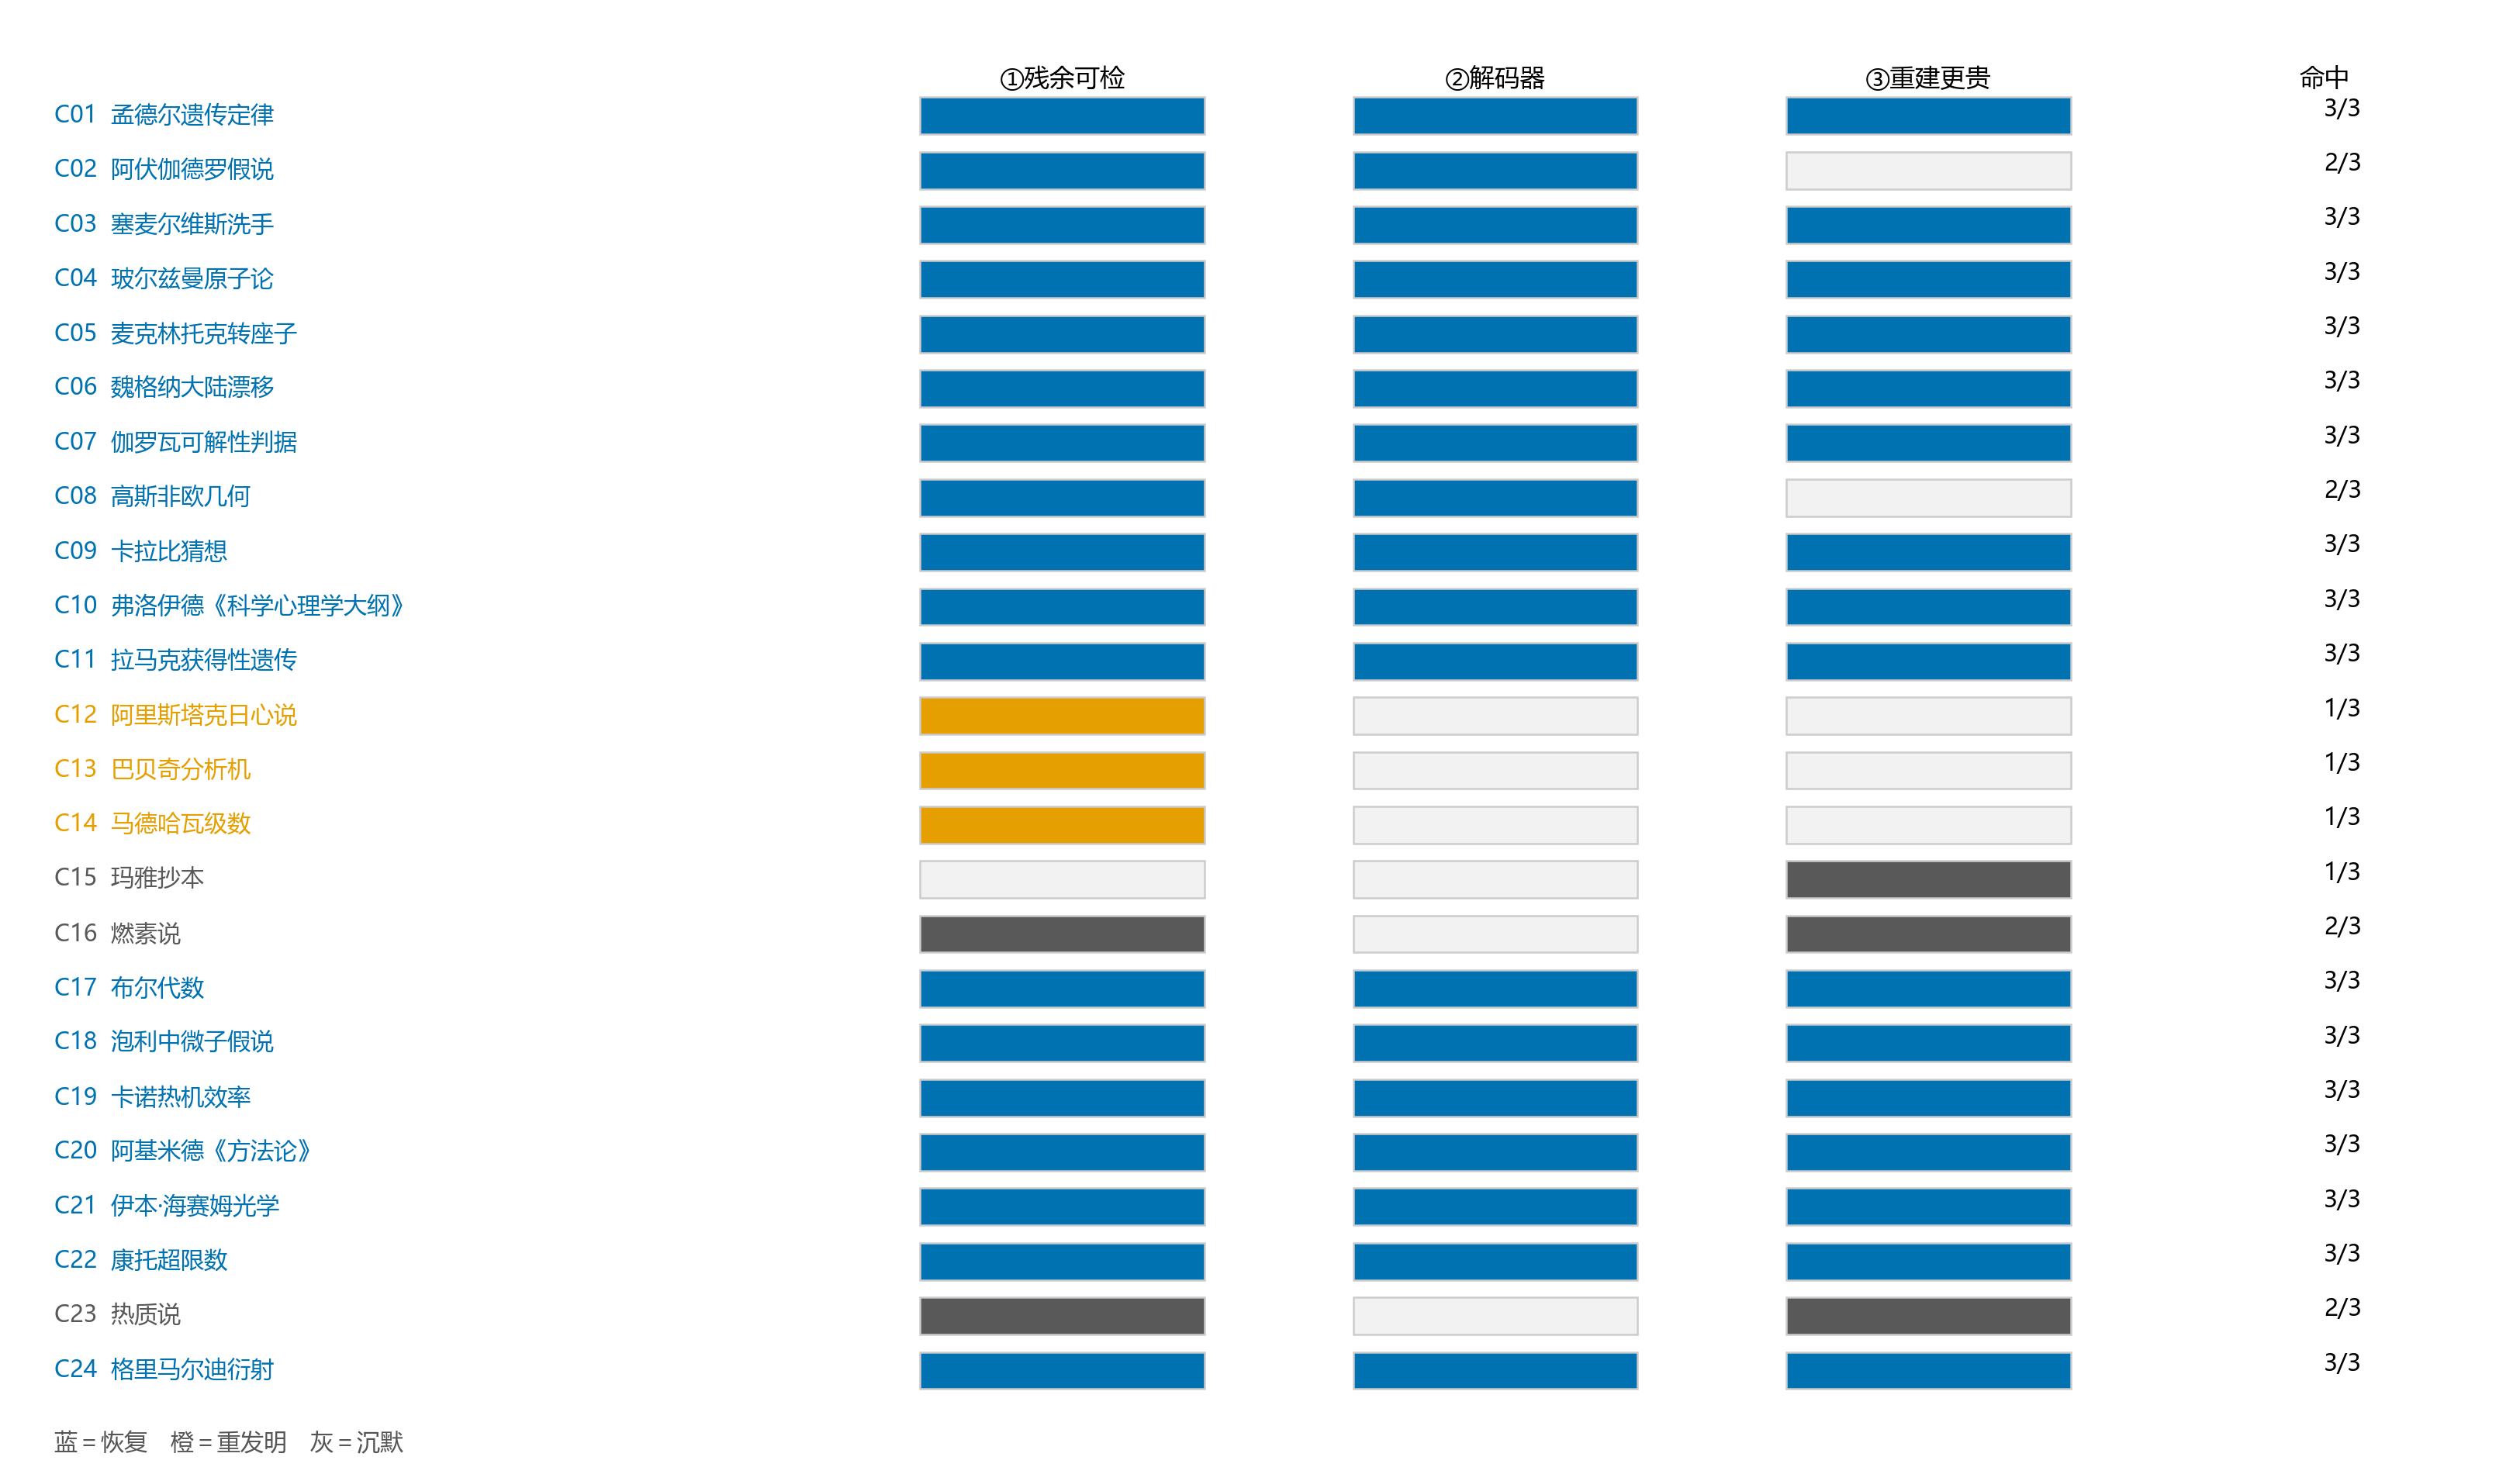 ①残余可检 ②解码器 ③重建更贵 命中
C01 孟德尔遗传定律 3/3
C02 阿伏伽德罗假说 2/3
C03 塞麦尔维斯洗手 3/3
C04 玻尔兹曼原子论 3/3
C05 麦克林托克转座子 3/3
C06 魏格纳大陆漂移 3/3
C07 伽罗瓦可解性判据 3/3
C08 高斯非欧几何 2/3
C09 卡拉比猜想 3/3
C10 弗洛伊德《科学心理学大纲》 3/3
C11 拉马克获得性遗传 3/3
C12 阿里斯塔克日心说 1/3
C13 巴贝奇分析机 1/3
C14 马德哈瓦级数 1/3
C15 玛雅抄本 1/3
C16 燃素说 2/3
C17 布尔代数 3/3
C18 泡利中微子假说 3/3
C19 卡诺热机效率 3/3
C20 阿基米德《方法论》 3/3
C21 伊本·海赛姆光学 3/3
C22 康托超限数 3/3
C23 热质说 2/3
C24 格里马尔迪衍射 3/3
蓝＝恢复 橙＝重发明 灰＝沉默